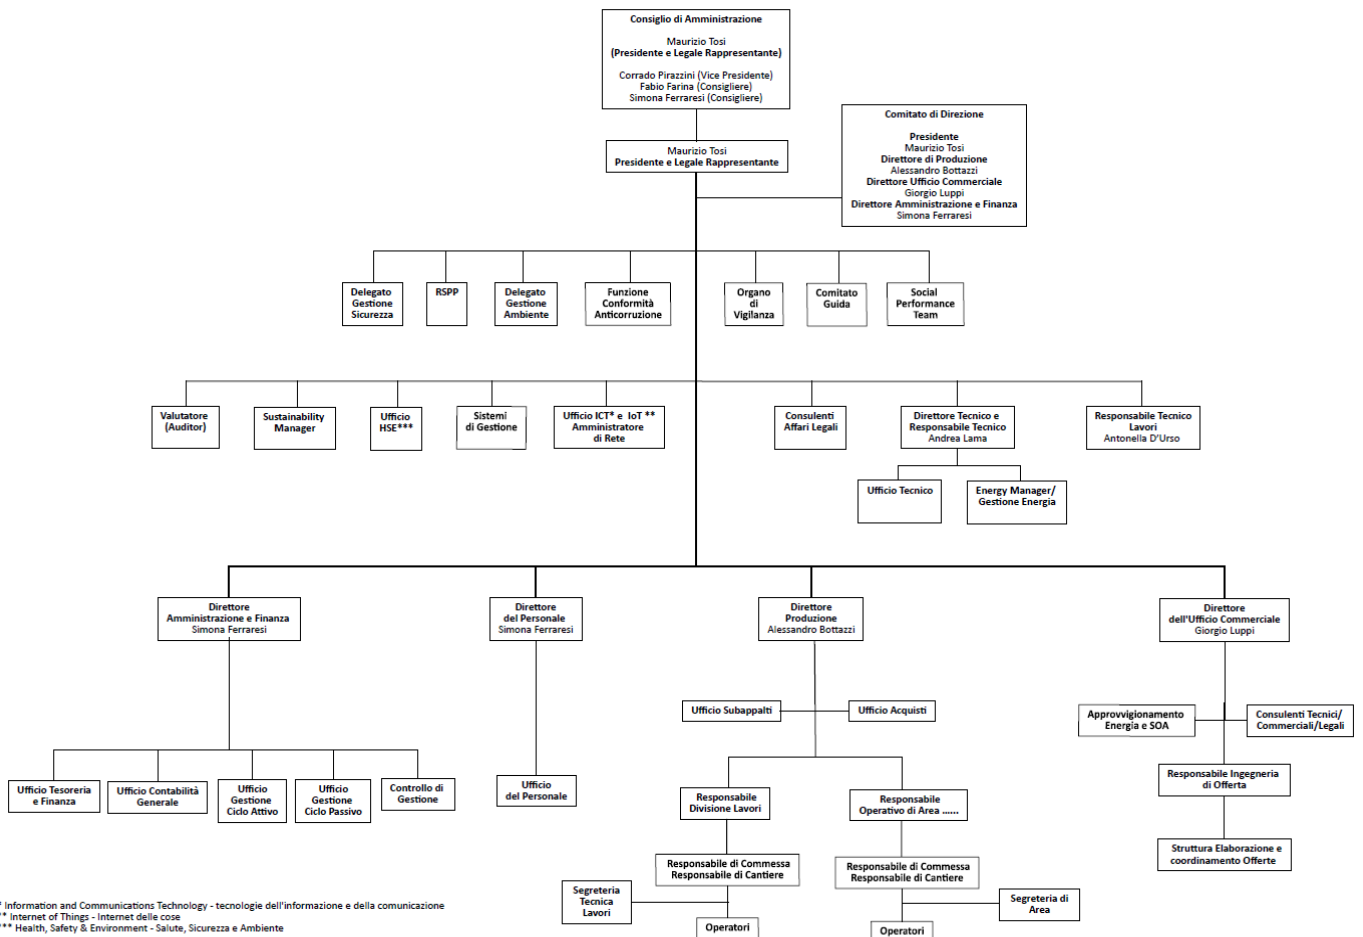 Consiglio di Amministrazione
Maurizio Tosi
(Presidente e Legale Rappresentante)
Corrado Pirazzini (Vice Presidente)
Fabio Farina (Consigliere)
Simona Ferraresi (Consigliere)
Maurizio Tosi
Presidente e Legale Rappresentante
Comitato di Direzione
Presidente
Maurizio Tosi
Direttore di Produzione
Alessandro Bottazzi
Direttore Ufficio Commerciale
Giorgio Luppi
Direttore Amministrazione e Finanza
Simona Ferraresi
Delegato
Gestione
Sicurezza
RSPP
Delegato
Gestione
Ambiente
Funzione
Conformità
Anticorruzione
Organo
di
Vigilanza
Comitato
Guida
Social
Performance
Team
Valutatore
(Auditor)
Sustainability
Manager
Ufficio
HSE***
Sistemi
di Gestione
Ufficio ICT* e IoT **
Amministratore
di Rete
Consulenti
Affari Legali
Direttore Tecnico e
Responsabile Tecnico
Andrea Lama
Responsabile Tecnico
Lavori
Antonella D'Urso
Ufficio Tecnico
Energy Manager/
Gestione Energia
Direttore
Amministrazione e Finanza
Simona Ferraresi
Direttore
del Personale
Simona Ferraresi
Direttore
Produzione
Alessandro Bottazzi
Direttore
dell'Ufficio Commerciale
Giorgio Luppi
Ufficio Subappalti
Ufficio Acquisti
Approvvigionamento
Energia e SOA
Consulenti Tecnici/
Commerciali/Legali
Ufficio Tesoreria
e Finanza
Ufficio Contabilità
Generale
Ufficio
Gestione
Ciclo Attivo
Ufficio
Gestione
Ciclo Passivo
Controllo di
Gestione
Ufficio
del Personale
Responsabile
Divisione Lavori
Responsabile
Operativo di Area ......
Responsabile Ingegneria
di Offerta
Responsabile di Commessa
Responsabile di Cantiere
Responsabile di Commessa
Responsabile di Cantiere
Struttura Elaborazione e
coordinamento Offerte
Segreteria
Tecnica
Lavori
Segreteria di
Area
Operatori
Operatori
* Information and Communications Technology - tecnologie dell'informazione e della comunicazione
** Internet of Things - Internet delle cose
*** Health, Safety & Environment - Salute, Sicurezza e Ambiente